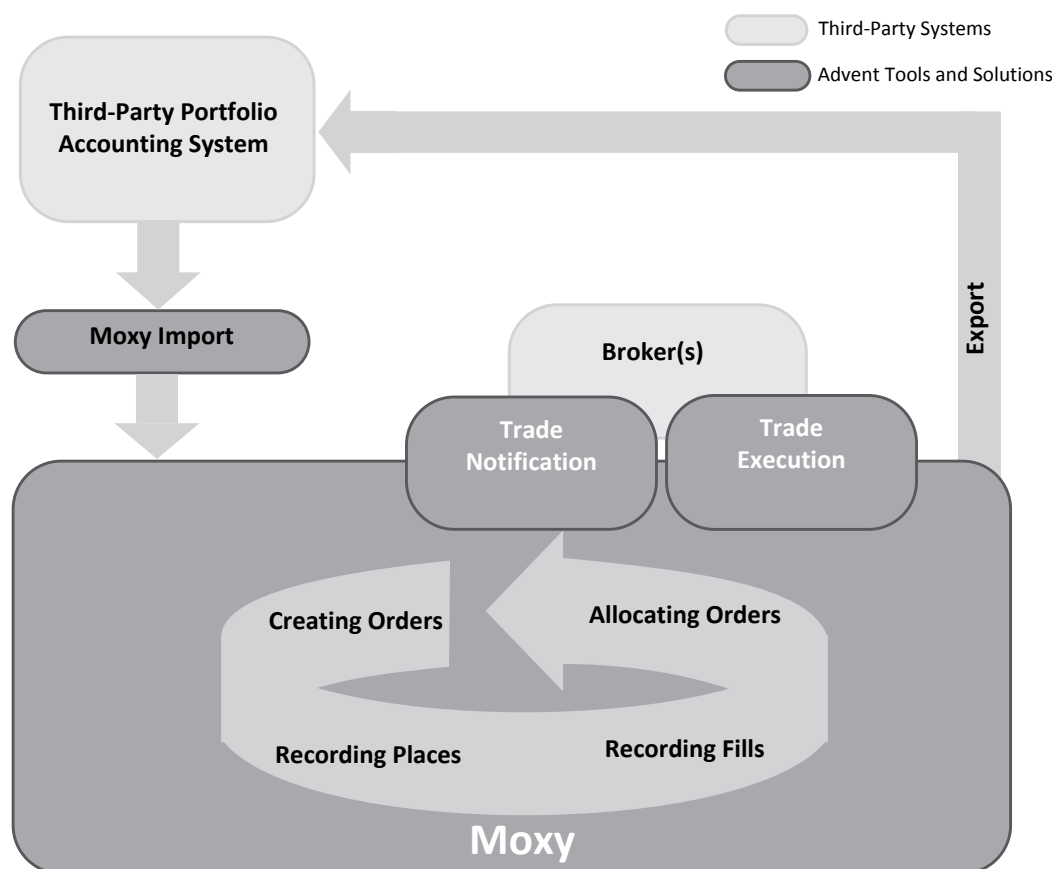 Third-Party Systems
Advent Tools and Solutions
Third-Party Portfolio
Accounting System
Moxy Import
Export
Broker(s)
Trade
Notification
Trade
Execution
Creating Orders
Allocating Orders
Recording Places
Recording Fills
Moxy